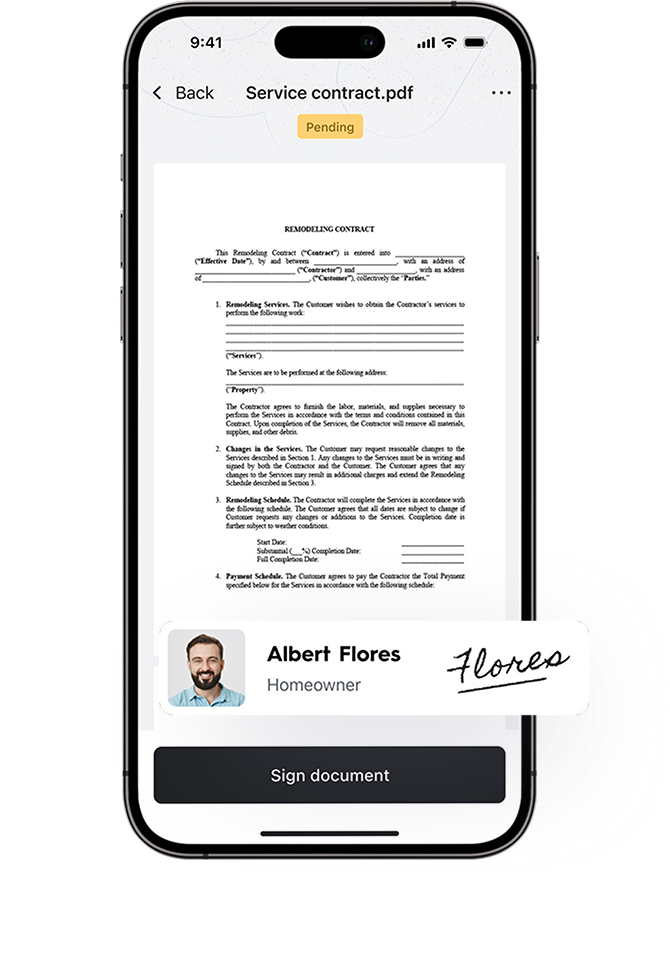 9:41
Back Service contract.pdf ...
Pending
REMODELING CONTRACT
This Remodeling Contract (“Contract”) is entered into ____________________
(“Effective Date”), by and between ____________________, with an address of
____________________ (“Contractor”) and ____________________, with an address
of ____________________, (“Customer”), collectively the “Parties.”
1. Remodeling Services. The Customer wishes to obtain the Contractor’s services to
perform the following work:
(“Services”).
The Services are to be performed at the following address:
(“Property”).
The Contractor agrees to furnish the labor, materials, and supplies necessary to
perform the Services in accordance with the terms and conditions contained in this
Contract. Upon completion of the Services, the Contractor will remove all materials,
supplies, and other debris.
2. Changes in the Services. The Customer may request reasonable changes to the
Services described in Section 1. Any changes to the Services must be in writing and
signed by both the Contractor and the Customer. The Customer agrees that any
changes to the Services may result in additional charges and extend the Remodeling
Schedule described in Section 3.
3. Remodeling Schedule. The Contractor will complete the Services in accordance with
the following schedule. The Customer agrees that all dates are subject to change if
Customer requests any changes or additions to the Services. Completion date is
further subject to weather conditions.
Start Date: ____________________
Substantial (___%) Completion Date: ____________________
Full Completion Date: ____________________
4. Payment Schedule. The Customer agrees to pay the Contractor the Total Payment
specified below for the Services in accordance with the following schedule:
Albert Flores
Homeowner
Flores
Sign document